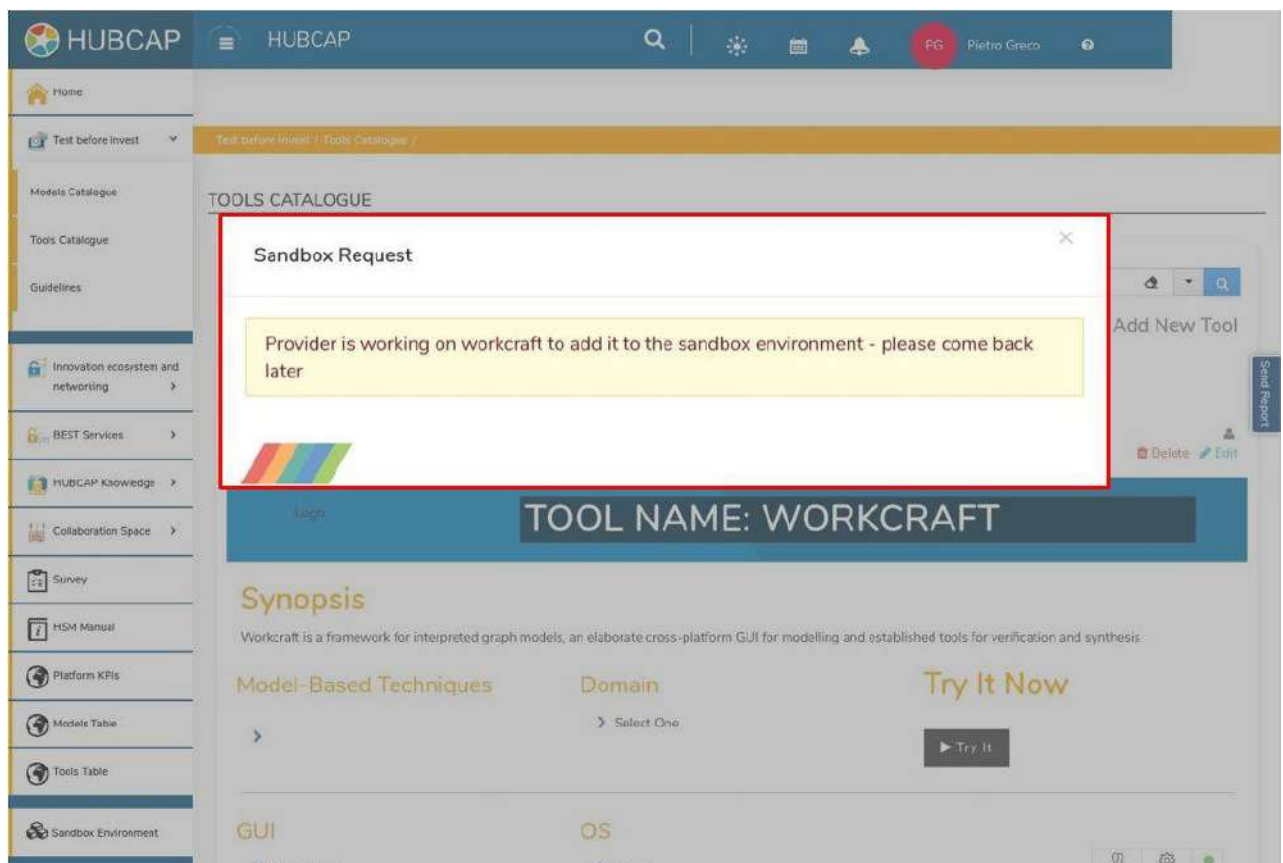 HUBCAP
HUBCAP
PG
Pietro Greco
Home
Test before invest
Test before invest / Tools Catalogue /
Models Catalogue
TOOLS CATALOGUE
Tools Catalogue
Sandbox Request
×
Guidelines
Add New Tool
Provider is working on workcraft to add it to the sandbox environment - please come back
later
Innovation ecosystem and
networking
Send Report
BEST Services
Delete Edit
HUBCAP Knowledge
Logo
TOOL NAME: WORKCRAFT
Collaboration Space
Survey
Synopsis
HSM Manual
Workcraft is a framework for interpreted graph models, an elaborate cross-platform GUI for modelling and established tools for verification and synthesis
Platform KPIs
Model-Based Techniques
Domain
Try It Now
Models Table
Select One
Try It
Tools Table
Sandbox Environment
GUI
OS